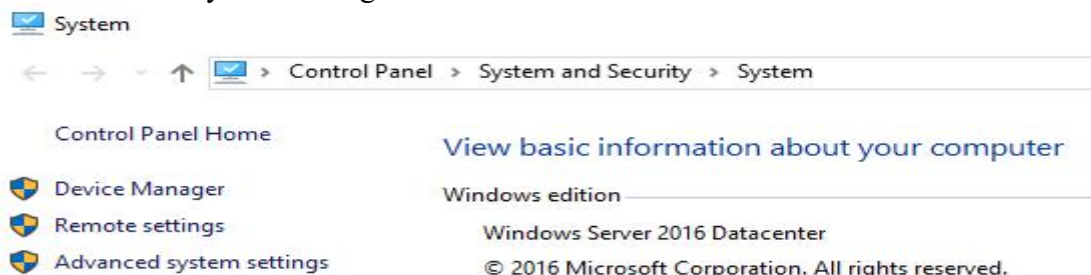 System
Control Panel > System and Security > System
Control Panel Home
View basic information about your computer
Device Manager
Windows edition
Remote settings
Windows Server 2016 Datacenter
Advanced system settings
© 2016 Microsoft Corporation. All rights reserved.